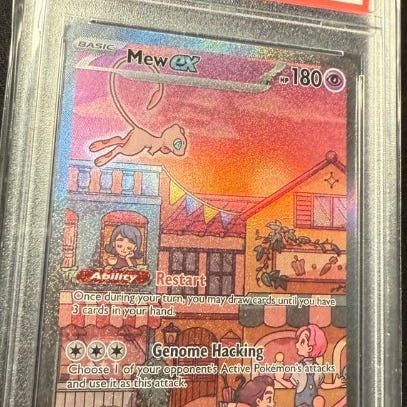 BASIC
Mew ex HP 180
Ability Restart
Once during your turn, you may draw cards until you have
3 cards in your hand.
Genome Hacking
Choose 1 of your opponent's Active Pokémon's attacks
and use it as this attack.